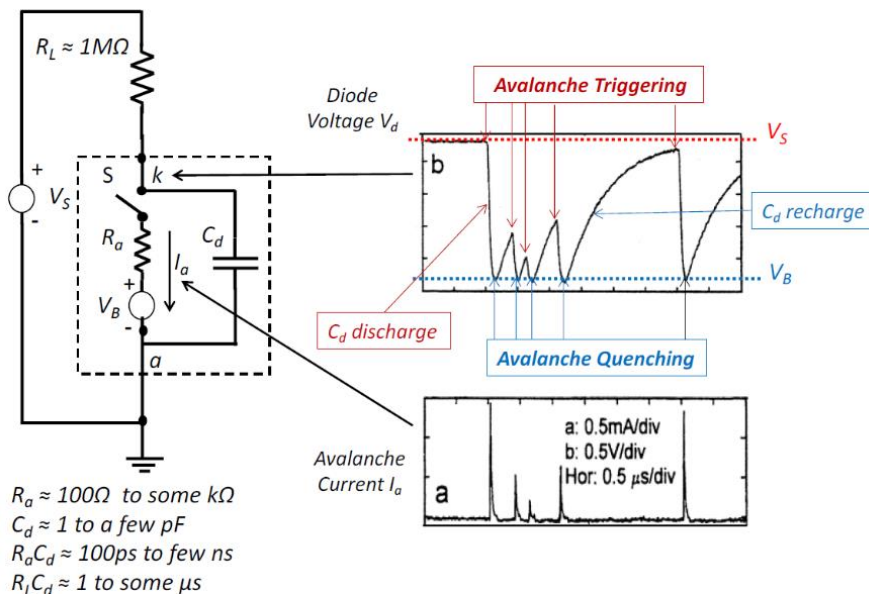 R_L ≈ 1MΩ
Diode
Voltage V_d
Avalanche Triggering
V_S
b
S
k
+
V_S
-
R_a
I_a
C_d
+
V_B
-
a
C_d recharge
V_B
C_d discharge
Avalanche Quenching
Avalanche
Current I_a
a: 0.5mA/div
b: 0.5V/div
Hor: 0.5 µs/div
a
R_a ≈ 100Ω to some kΩ
C_d ≈ 1 to a few pF
R_aC_d ≈ 100ps to few ns
R_LC_d ≈ 1 to some µs